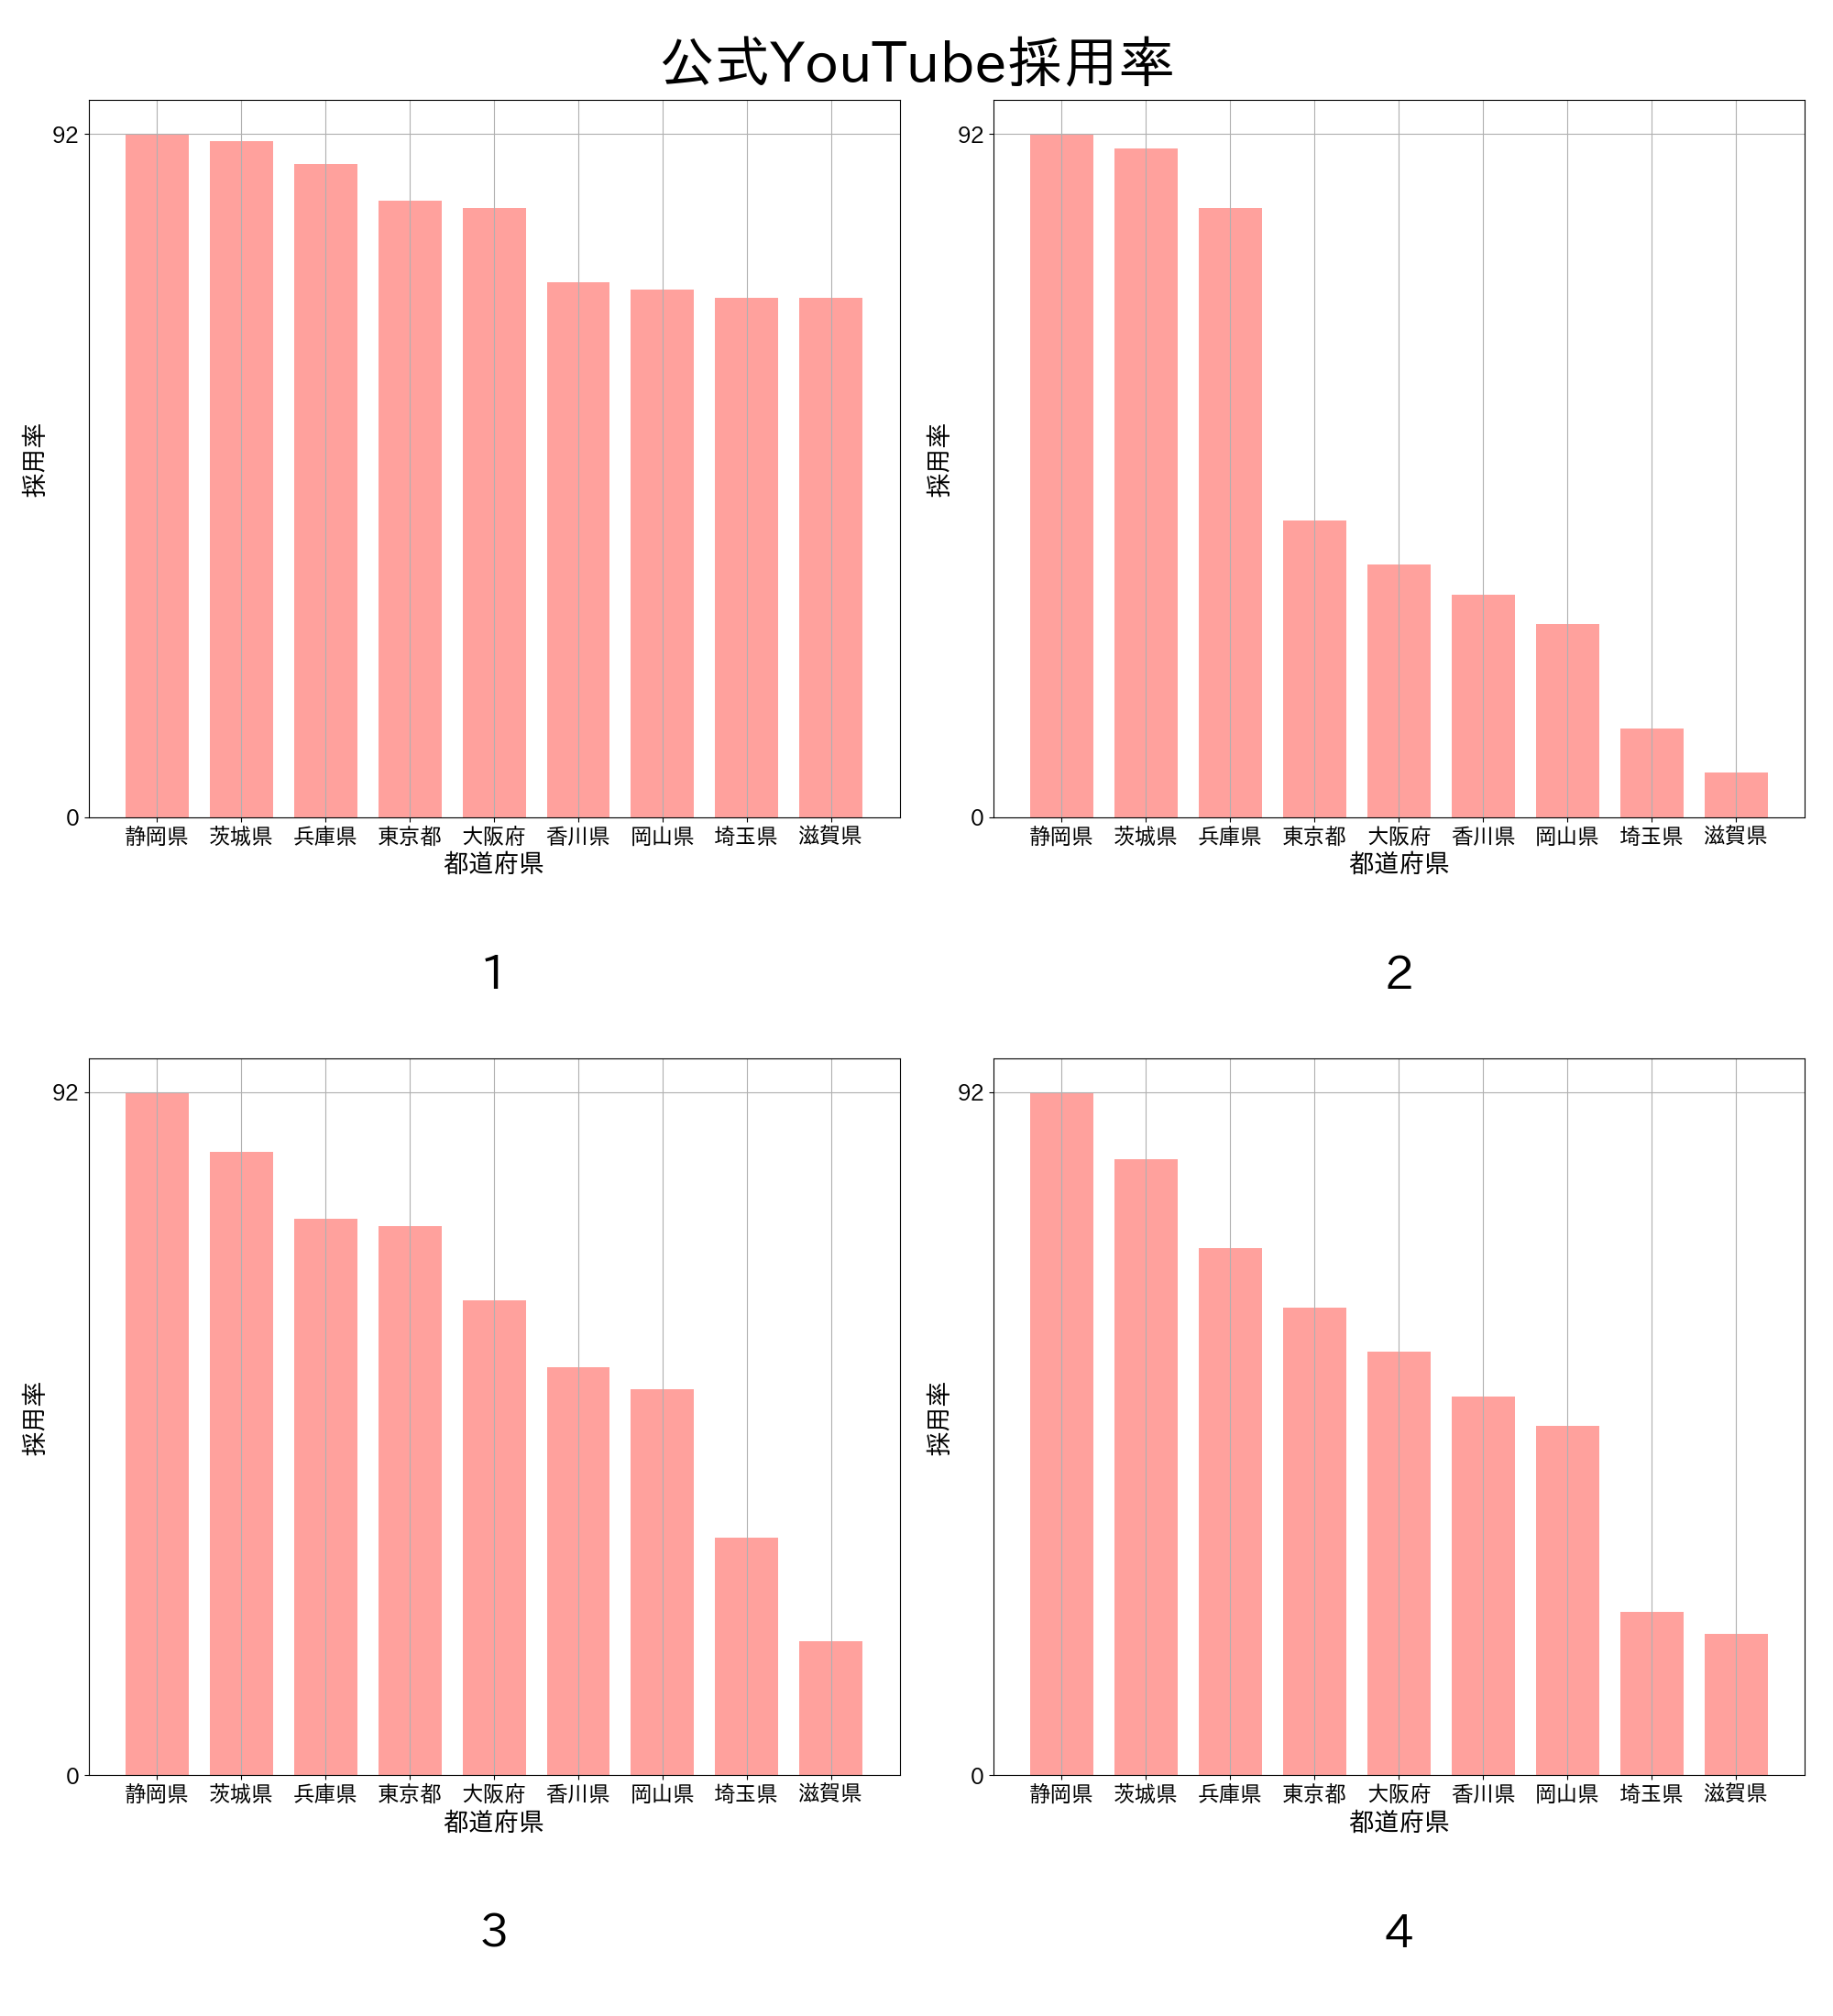 公式YouTube採用率
92
0
採用率
静岡県 茨城県 兵庫県 東京都 大阪府 香川県 岡山県 埼玉県 滋賀県
都道府県
1
92
0
採用率
静岡県 茨城県 兵庫県 東京都 大阪府 香川県 岡山県 埼玉県 滋賀県
都道府県
2
92
0
採用率
静岡県 茨城県 兵庫県 東京都 大阪府 香川県 岡山県 埼玉県 滋賀県
都道府県
3
92
0
採用率
静岡県 茨城県 兵庫県 東京都 大阪府 香川県 岡山県 埼玉県 滋賀県
都道府県
4